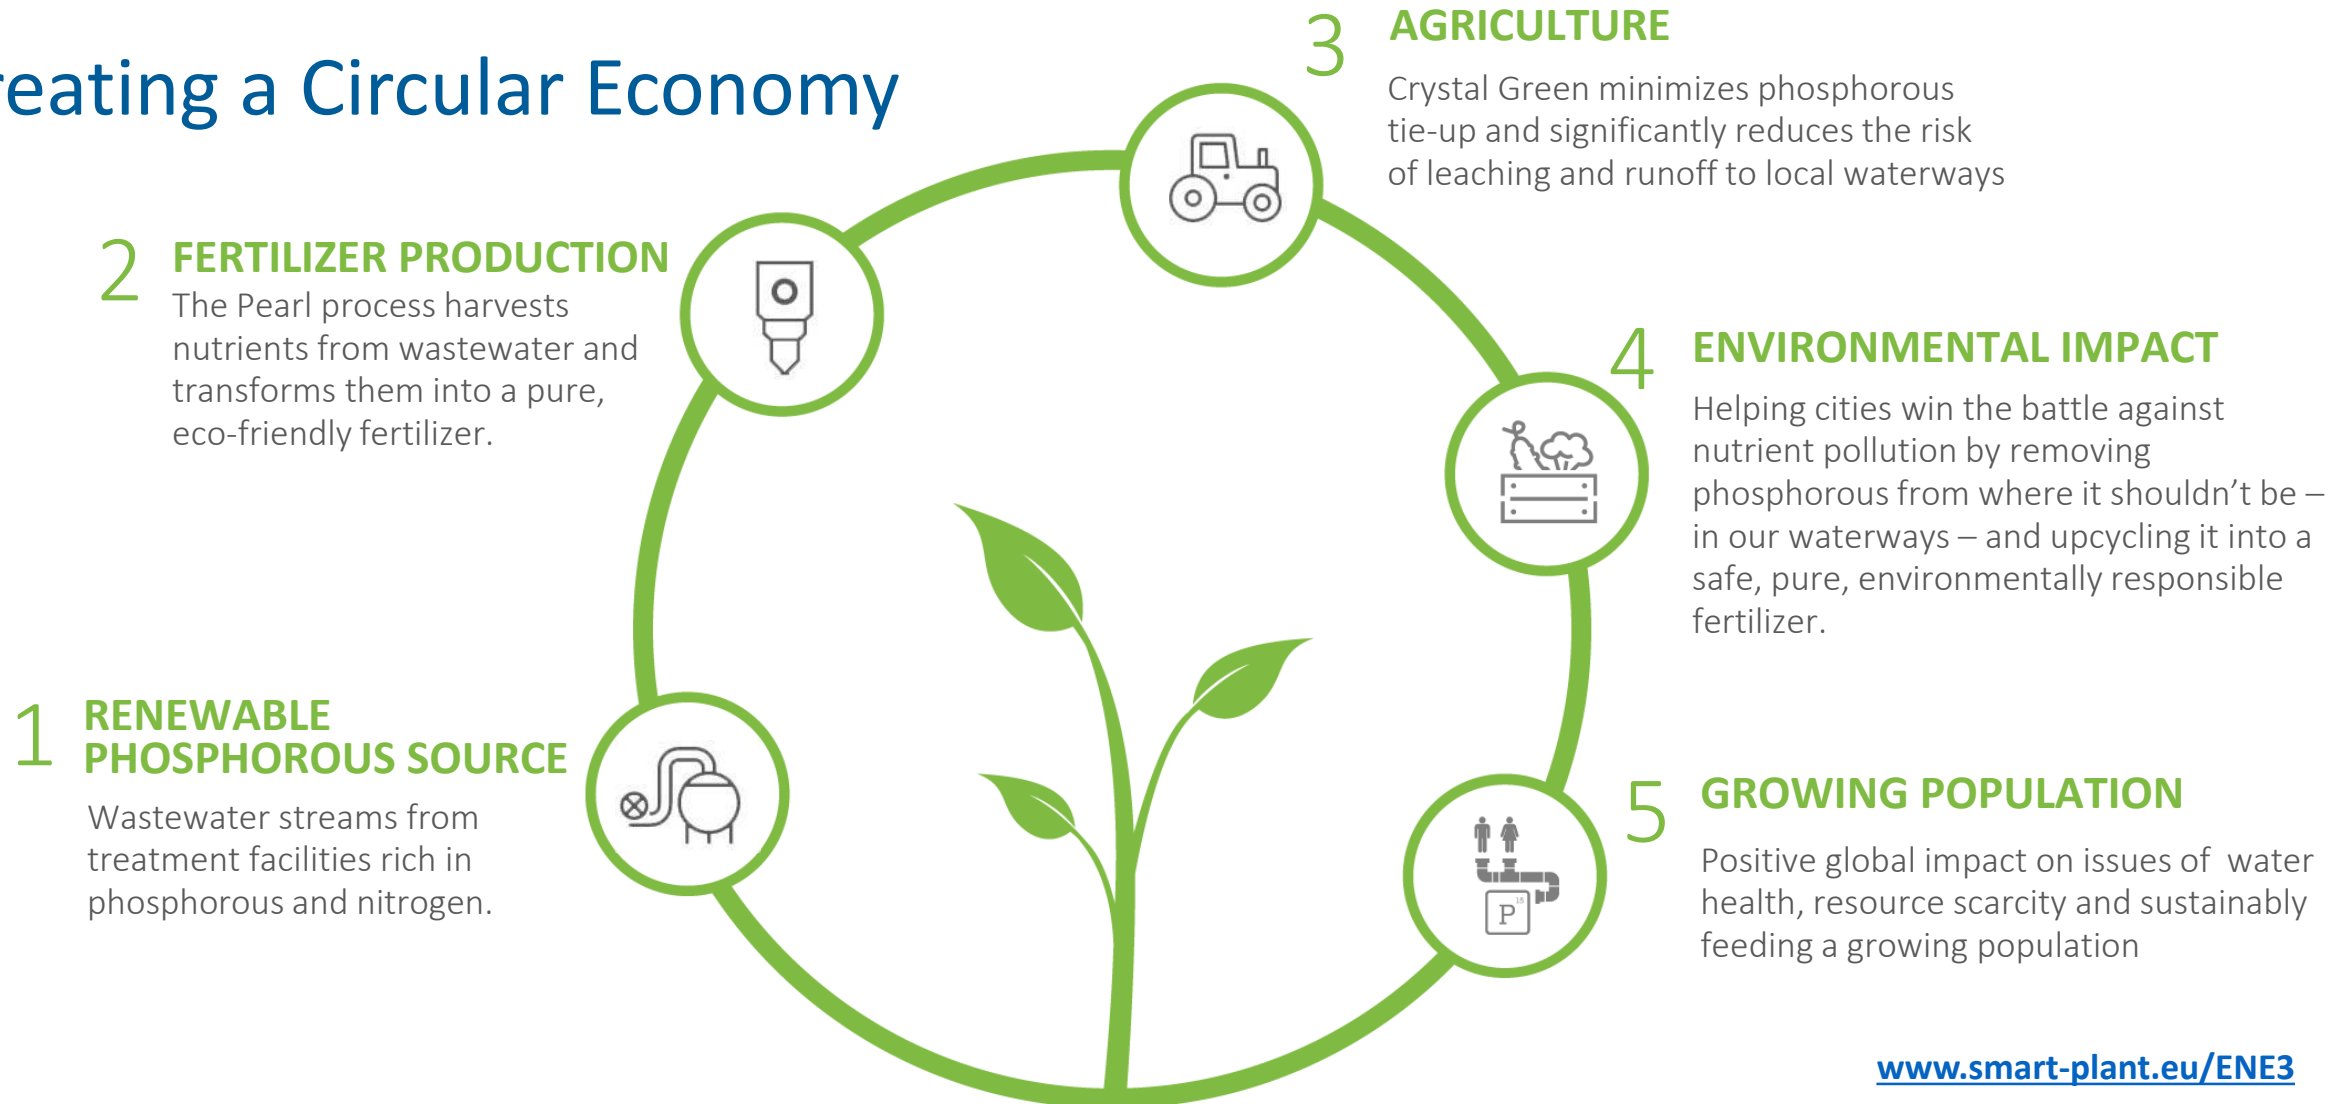 reating a Circular Economy
1
RENEWABLE
PHOSPHOROUS SOURCE
Wastewater streams from
treatment facilities rich in
phosphorous and nitrogen.
2
FERTILIZER PRODUCTION
The Pearl process harvests
nutrients from wastewater and
transforms them into a pure,
eco-friendly fertilizer.
3
AGRICULTURE
Crystal Green minimizes phosphorous
tie-up and significantly reduces the risk
of leaching and runoff to local waterways
4
ENVIRONMENTAL IMPACT
Helping cities win the battle against
nutrient pollution by removing
phosphorous from where it shouldn’t be –
in our waterways – and upcycling it into a
safe, pure, environmentally responsible
fertilizer.
5
GROWING POPULATION
Positive global impact on issues of  water
health, resource scarcity and sustainably
feeding a growing population
15
P
www.smart-plant.eu/ENE3